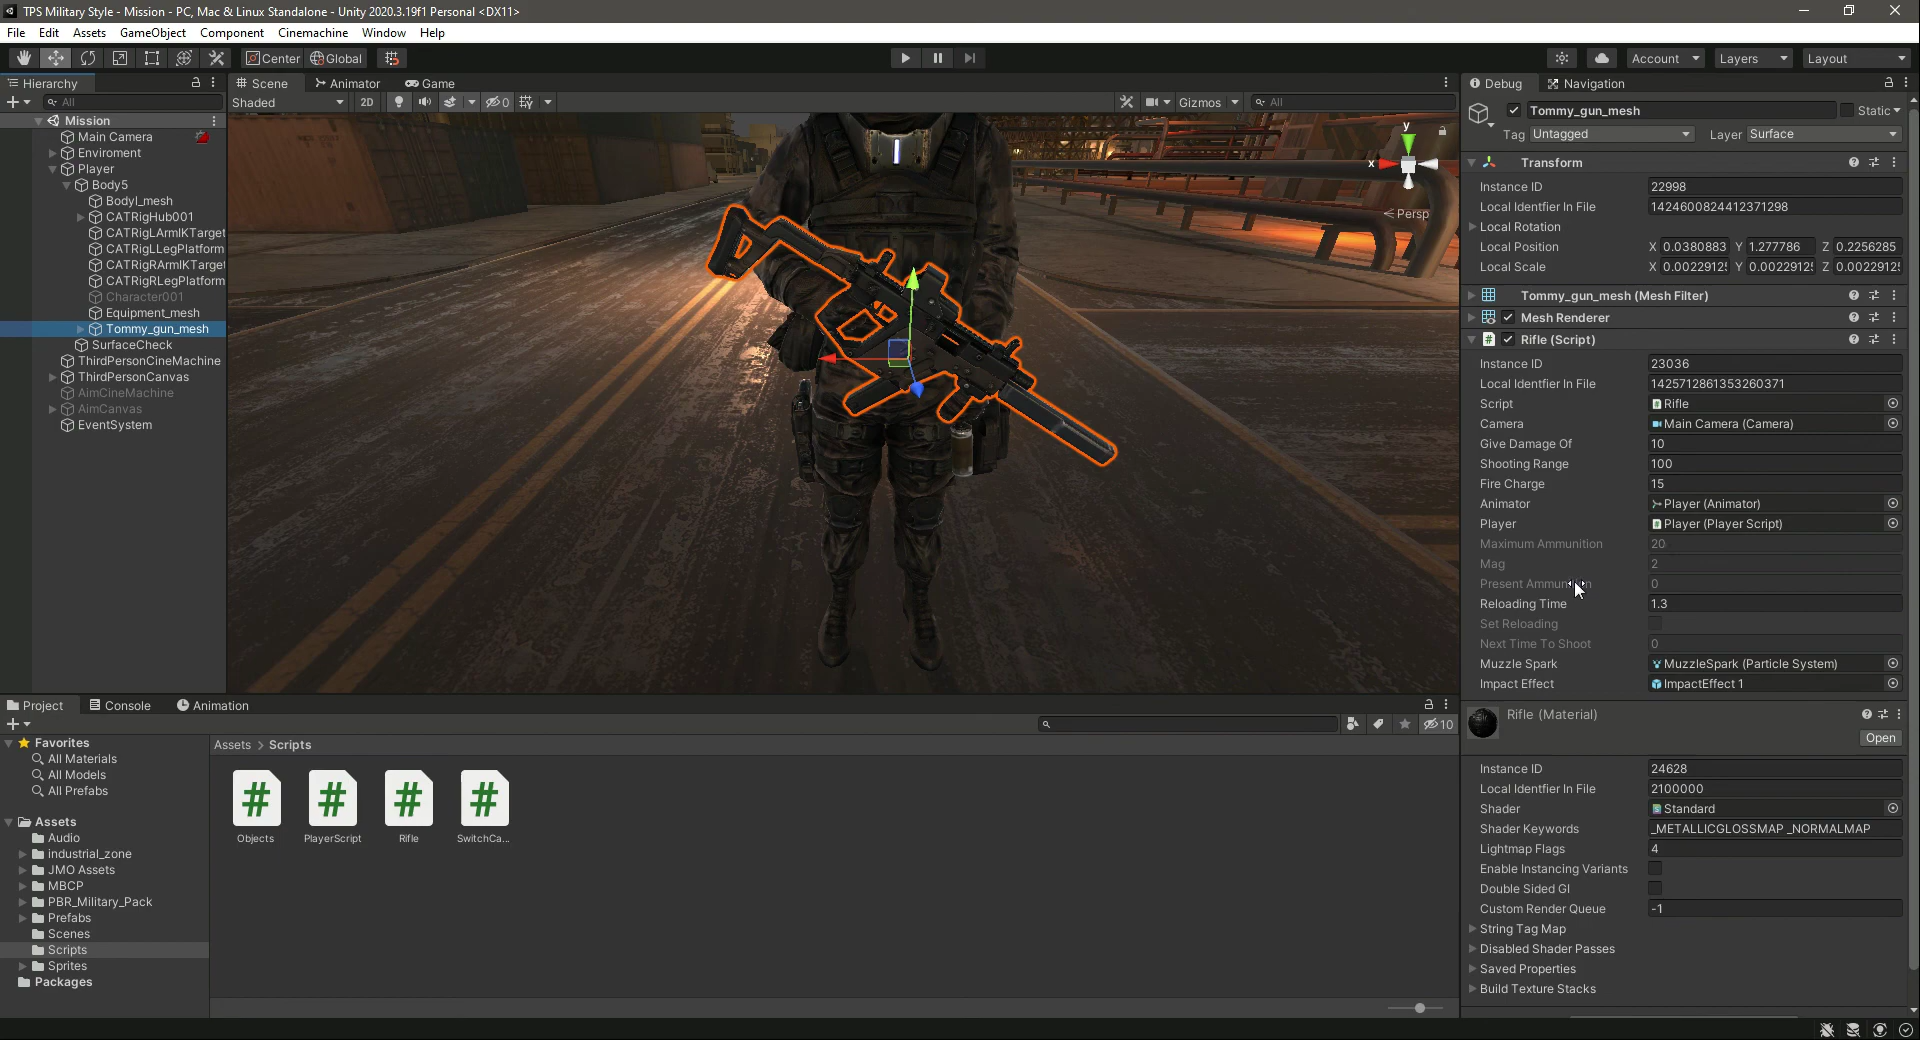 TPS Military Style - Mission - PC, Mac & Linux Standalone - Unity 2020.3.19f1 Personal <DX11>
File Edit Assets GameObject Component Cinemachine Window Help
Center Global Account Layers Layout
Hierarchy
All
Mission
Main Camera
Enviroment
Player
Body5
Bodyl_mesh
CATRigHub001
CATRigLArmIKTarget
CATRigLLegPlatform
CATRigRArmIKTarget
CATRigRLegPlatform
Character001
Equipment_mesh
Tommy_gun_mesh
SurfaceCheck
ThirdPersonCineMachine
ThirdPersonCanvas
AimCineMachine
AimCanvas
EventSystem
Scene Animator Game
Shaded 2D 0 Gizmos All
y
x
Persp
Debug Navigation
Tommy_gun_mesh Static
Tag Untagged Layer Surface
Transform
Instance ID 22998
Local Identfier In File 1424600824412371298
Local Rotation
Local Position X 0.0380883 Y 1.277786 Z 0.2256285
Local Scale X 0.0022912 Y 0.0022912 Z 0.0022912
Tommy_gun_mesh (Mesh Filter)
Mesh Renderer
Rifle (Script)
Instance ID 23036
Local Identfier In File 1425712861353260371
Script Rifle
Camera Main Camera (Camera)
Give Damage Of 10
Shooting Range 100
Fire Charge 15
Animator Player (Animator)
Player Player (Player Script)
Maximum Ammunition 20
Mag 2
Present Ammunition 0
Reloading Time 1.3
Set Reloading
Next Time To Shoot 0
Muzzle Spark MuzzleSpark (Particle System)
Impact Effect ImpactEffect 1
Rifle (Material)
Open
Instance ID 24628
Local Identfier In File 2100000
Shader Standard
Shader Keywords _METALLICGLOSSMAP _NORMALMAP
Lightmap Flags 4
Enable Instancing Variants
Double Sided GI
Custom Render Queue -1
String Tag Map
Disabled Shader Passes
Saved Properties
Build Texture Stacks
Project Console Animation
10
Favorites
All Materials
All Models
All Prefabs
Assets
Audio
industrial_zone
JMO Assets
MBCP
PBR_Military_Pack
Prefabs
Scenes
Scripts
Sprites
Packages
Assets > Scripts
Objects PlayerScript Rifle SwitchCa...